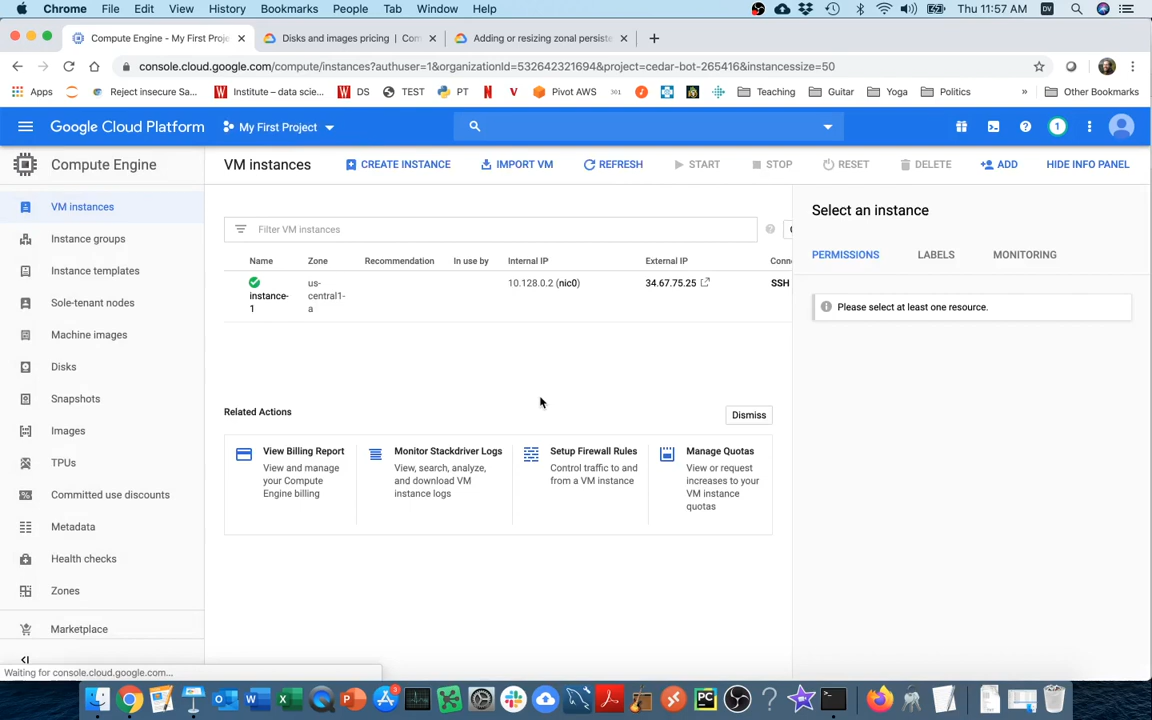 Chrome File Edit View History Bookmarks People Tab Window Help Thu 11:57 AM DV
Compute Engine - My First Proje
Disks and images pricing | Com
Adding or resizing zonal persiste
console.cloud.google.com/compute/instances?authuser=1&organizationId=532642321694&project=cedar-bot-265416&instancessize=50
Apps Reject insecure Sa... Institute – data scie... DS TEST PT Pivot AWS 301 Teaching Guitar Yoga Politics » Other Bookmarks
Google Cloud Platform My First Project 1
Compute Engine
VM instances CREATE INSTANCE IMPORT VM REFRESH START STOP RESET DELETE ADD HIDE INFO PANEL
VM instances
Instance groups
Instance templates
Sole-tenant nodes
Machine images
Disks
Snapshots
Images
TPUs
Committed use discounts
Metadata
Health checks
Zones
Marketplace
Filter VM instances
Name Zone Recommendation In use by Internal IP External IP Conne
instance-
1
us-
central1-
a
10.128.0.2 (nic0)
34.67.75.25
SSH
Related Actions
Dismiss
View Billing Report
View and manage
your Compute
Engine billing
Monitor Stackdriver Logs
View, search, analyze,
and download VM
instance logs
Setup Firewall Rules
Control traffic to and
from a VM instance
Manage Quotas
View or request
increases to your
VM instance
quotas
Select an instance
PERMISSIONS LABELS MONITORING
Please select at least one resource.
Waiting for console.cloud.google.com...